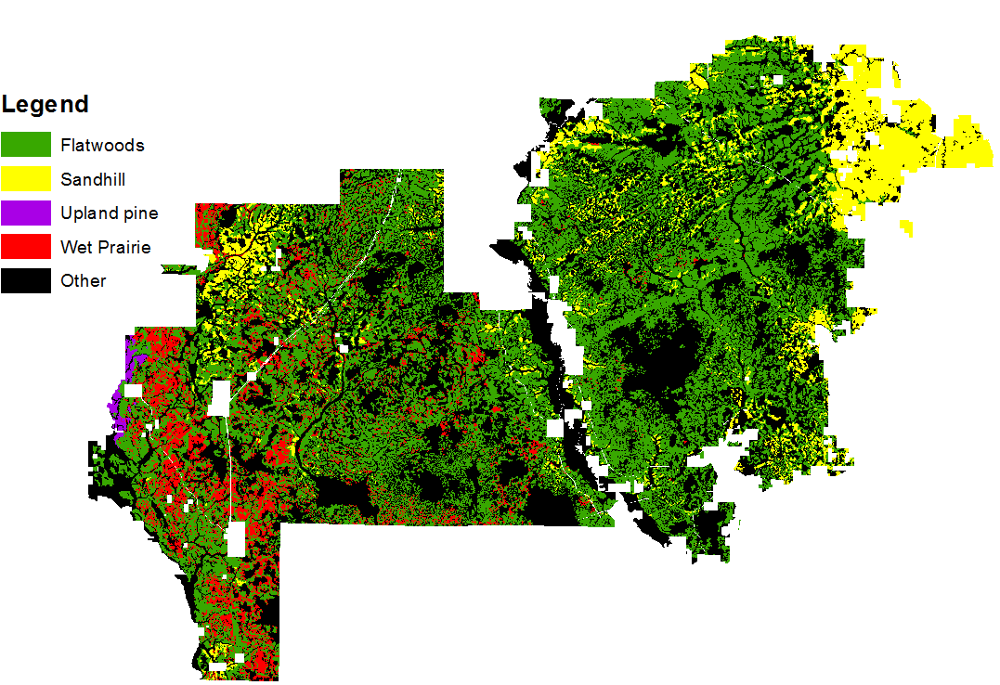 Legend
Flatwoods
Sandhill
Upland pine
Wet Prairie
Other